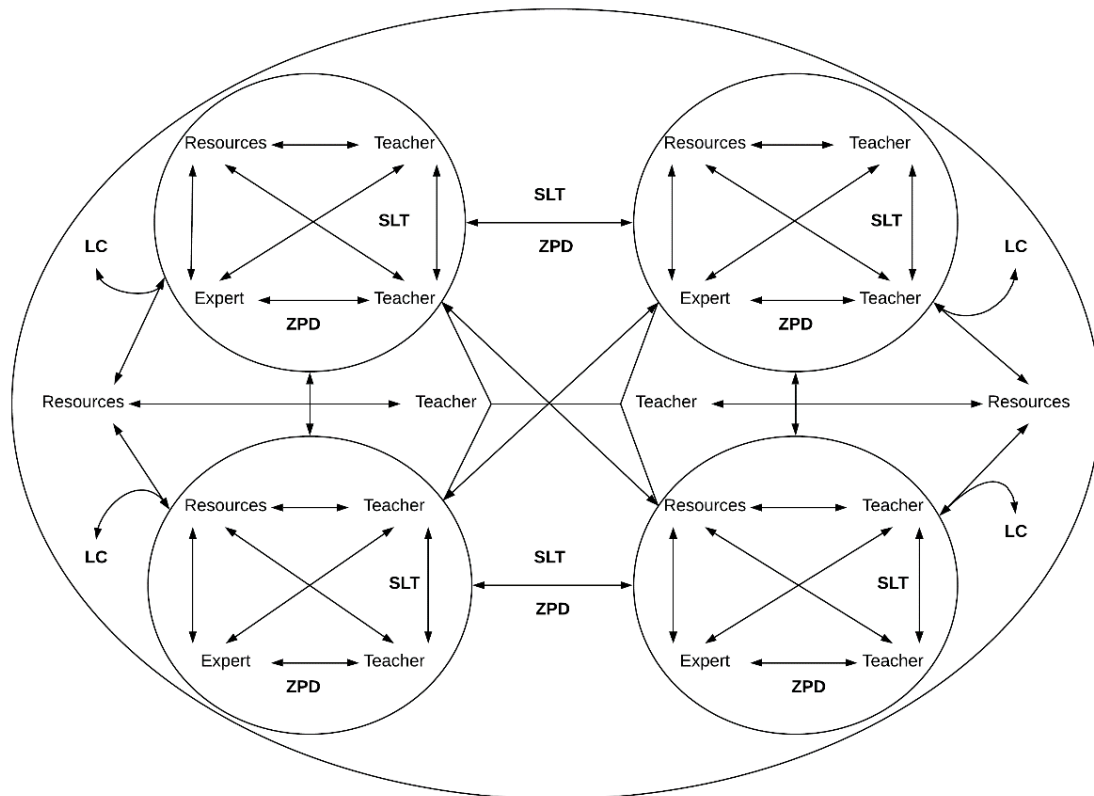 Resources Teacher
SLT
Expert Teacher
ZPD
Resources Teacher
SLT
Expert Teacher
ZPD
SLT
ZPD
LC
LC
Resources Teacher Teacher Resources
LC
LC
Resources Teacher
SLT
Expert Teacher
ZPD
SLT
ZPD
Resources Teacher
SLT
Expert Teacher
ZPD